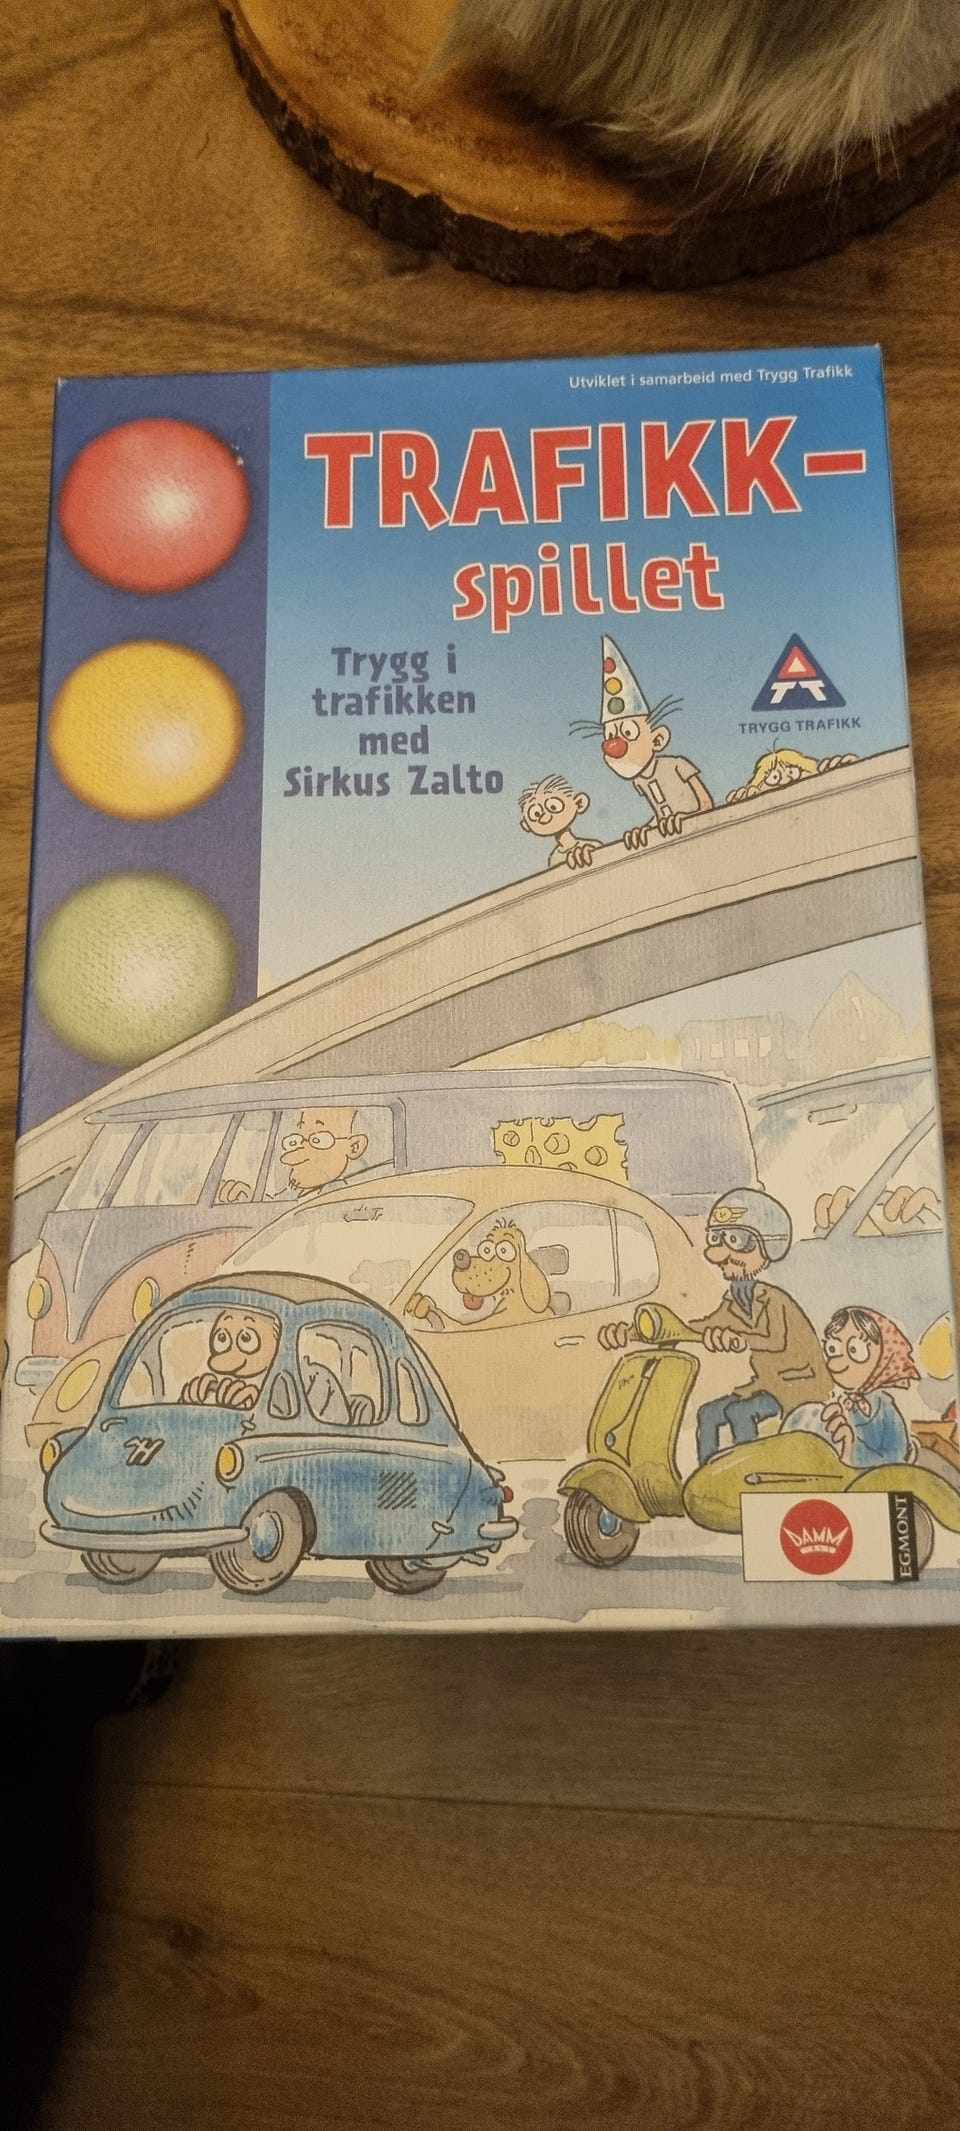 Utviklet i samarbeid med Trygg Trafikk
TRAFIKK-
spillet
Trygg i
trafikken
med
Sirkus Zalto
TRYGG TRAFIKK
DAMM
EGMONT